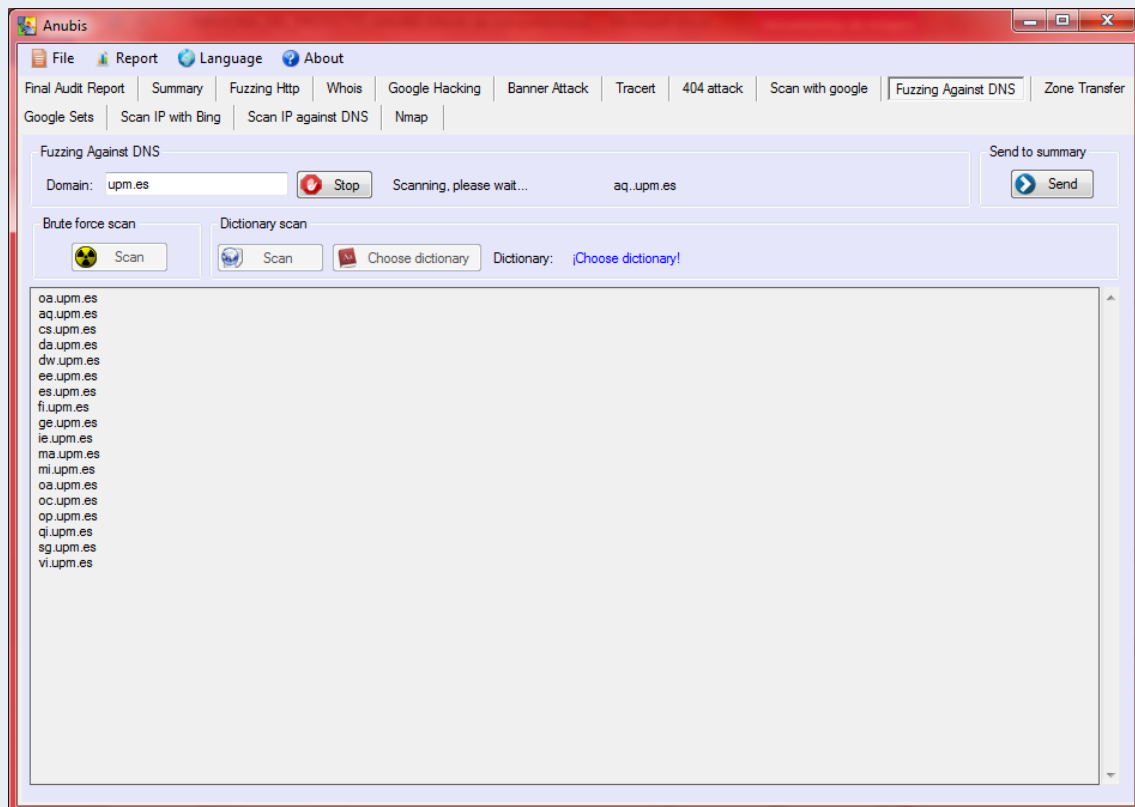 Anubis
File Report Language About
Final Audit Report Summary Fuzzing Http Whois Google Hacking Banner Attack Tracert 404 attack Scan with google Fuzzing Against DNS Zone Transfer
Google Sets Scan IP with Bing Scan IP against DNS Nmap
Fuzzing Against DNS Send to summary
Domain: upm.es Stop Scanning, please wait... aq..upm.es Send
Brute force scan Dictionary scan
Scan Scan Choose dictionary Dictionary: ¡Choose dictionary!
oa.upm.es
aq.upm.es
cs.upm.es
da.upm.es
dw.upm.es
ee.upm.es
es.upm.es
fi.upm.es
ge.upm.es
ie.upm.es
ma.upm.es
mi.upm.es
oa.upm.es
oc.upm.es
op.upm.es
qi.upm.es
sg.upm.es
vi.upm.es